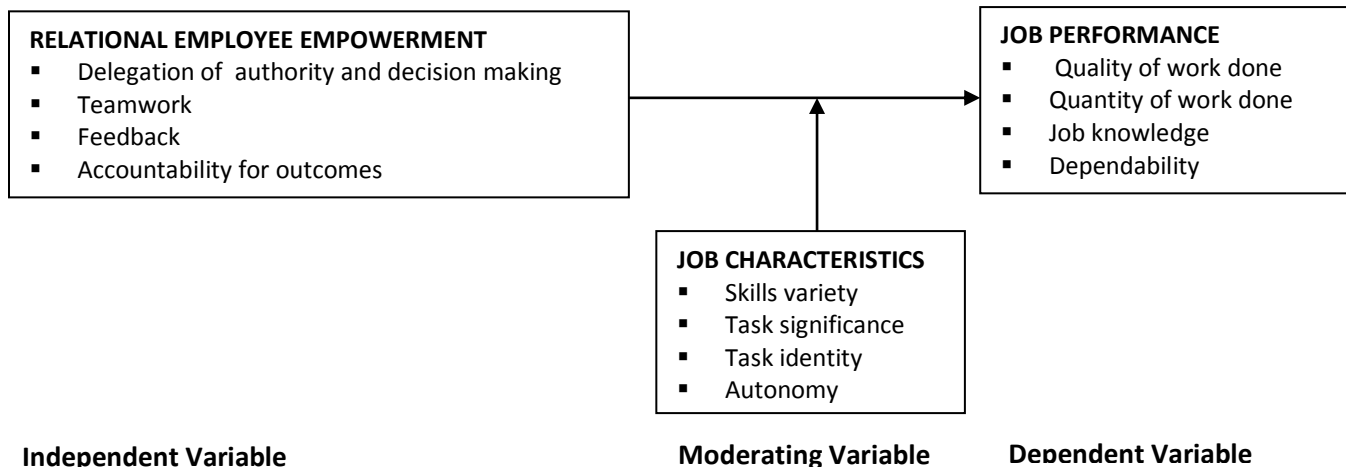 RELATIONAL EMPLOYEE EMPOWERMENT
▪ Delegation of authority and decision making
▪ Teamwork
▪ Feedback
▪ Accountability for outcomes
JOB PERFORMANCE
▪ Quality of work done
▪ Quantity of work done
▪ Job knowledge
▪ Dependability
JOB CHARACTERISTICS
▪ Skills variety
▪ Task significance
▪ Task identity
▪ Autonomy
Independent Variable
Moderating Variable
Dependent Variable